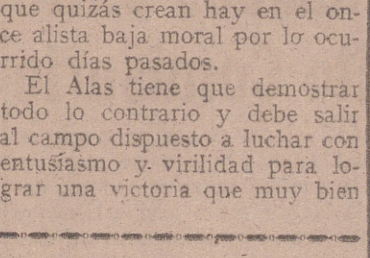 que quizás crean hay en el on-
ce alista baja moral por lo ocu-
rrido días pasados.
El Alas tiene que demostrar
todo lo contrario y debe salir
al campo dispuesto a luchar con
entusíasmo y. virilidad para lo-
grar una victoria que muy bien